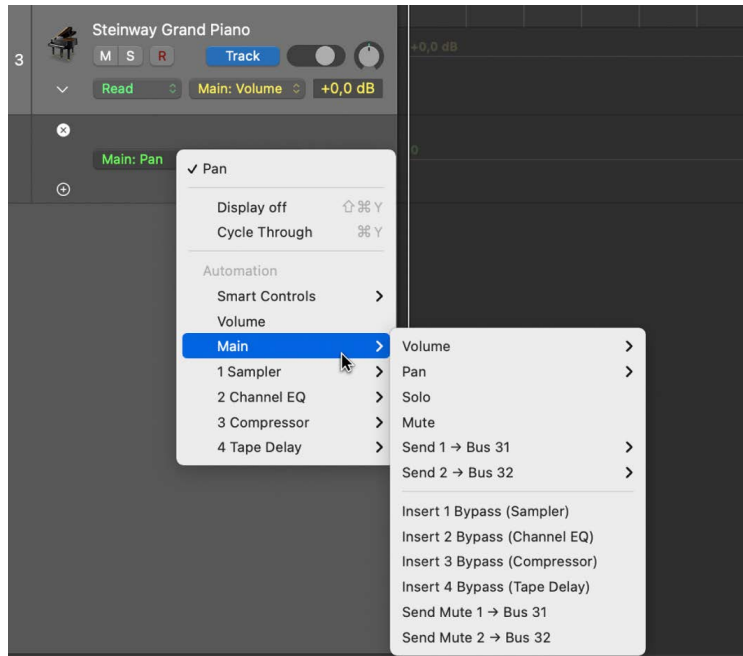 Steinway Grand Piano
3
M S R Track
+0,0 dB
Read Main: Volume +0,0 dB
Main: Pan
0
✓ Pan
Display off ⇧⌘Y
Cycle Through ⌘Y
Automation
Smart Controls
Volume
Main
1 Sampler
2 Channel EQ
3 Compressor
4 Tape Delay
Volume
Pan
Solo
Mute
Send 1 → Bus 31
Send 2 → Bus 32
Insert 1 Bypass (Sampler)
Insert 2 Bypass (Channel EQ)
Insert 3 Bypass (Compressor)
Insert 4 Bypass (Tape Delay)
Send Mute 1 → Bus 31
Send Mute 2 → Bus 32